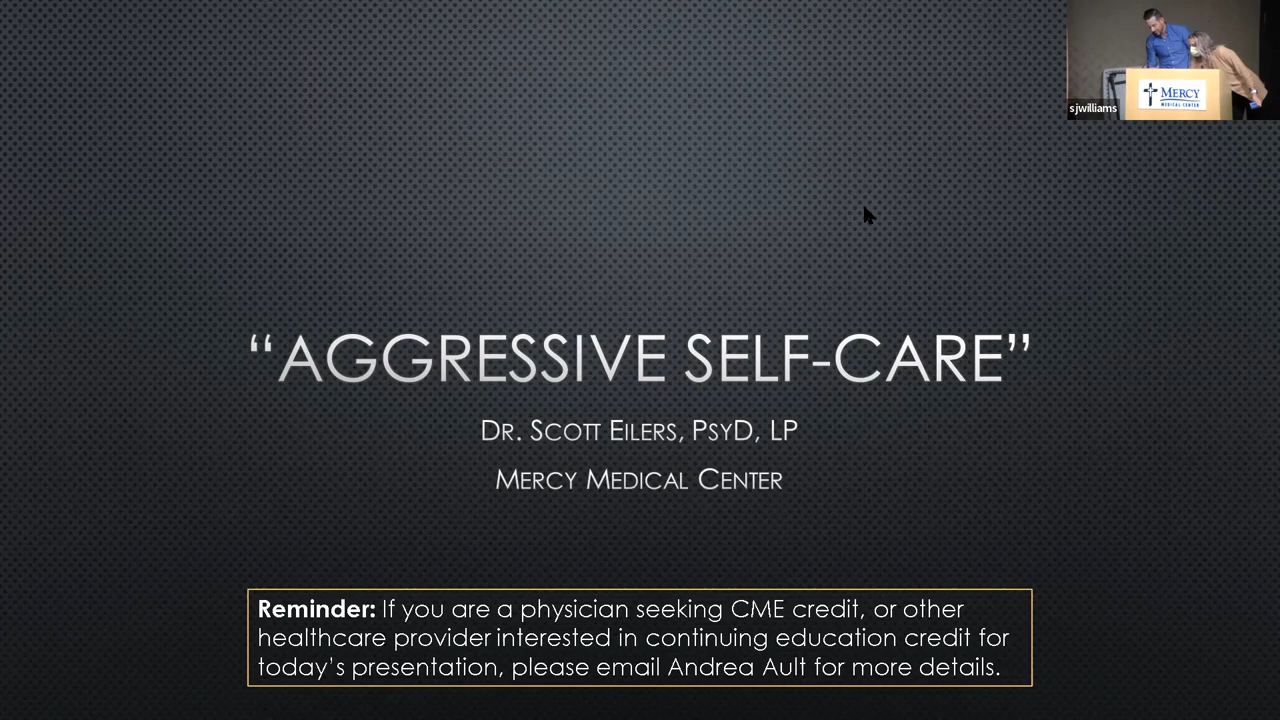 sjwilliams
MERCY
MEDICAL CENTER
“AGGRESSIVE SELF-CARE”
DR. SCOTT EILERS, PSYD, LP
MERCY MEDICAL CENTER
Reminder: If you are a physician seeking CME credit, or other
healthcare provider interested in continuing education credit for
today’s presentation, please email Andrea Ault for more details.